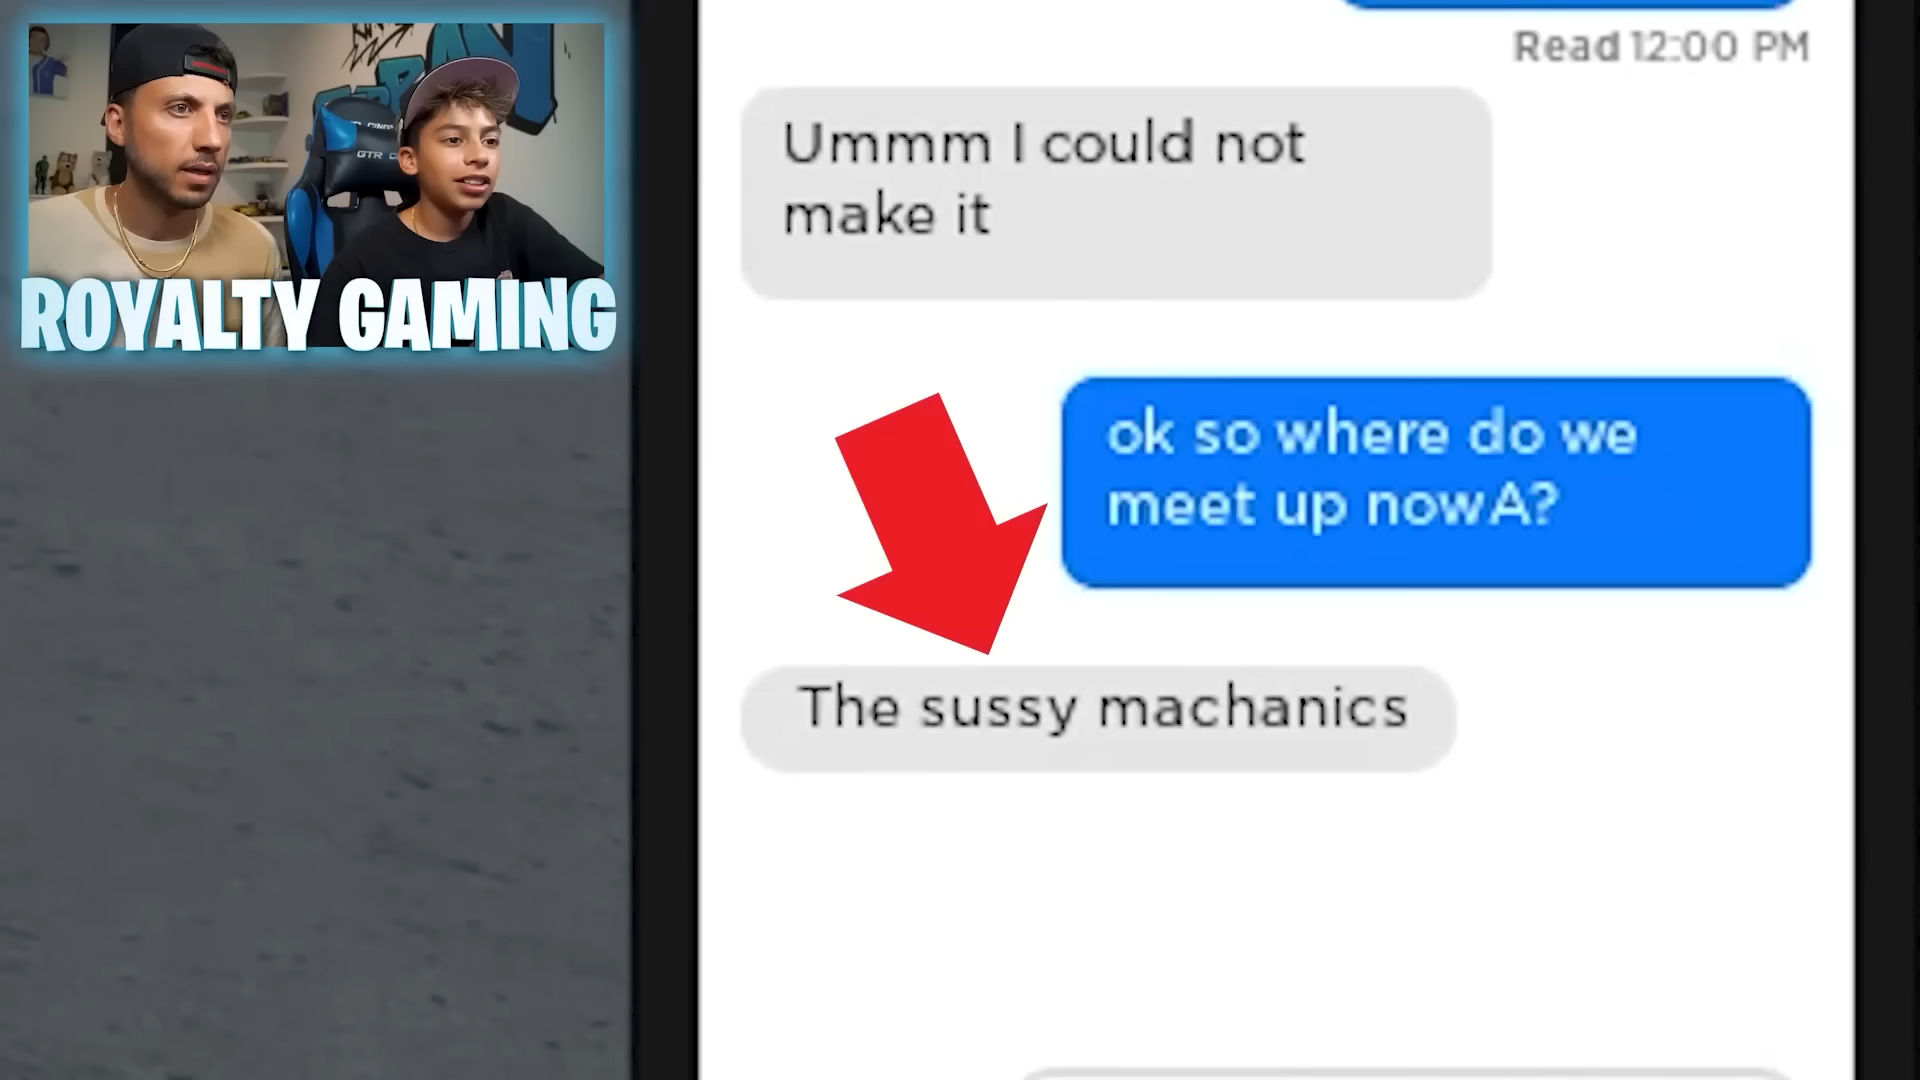 ROYALTY GAMING
GTR
Read 12:00 PM
Ummm I could not
make it
ok so where do we
meet up nowA?
The sussy machanics